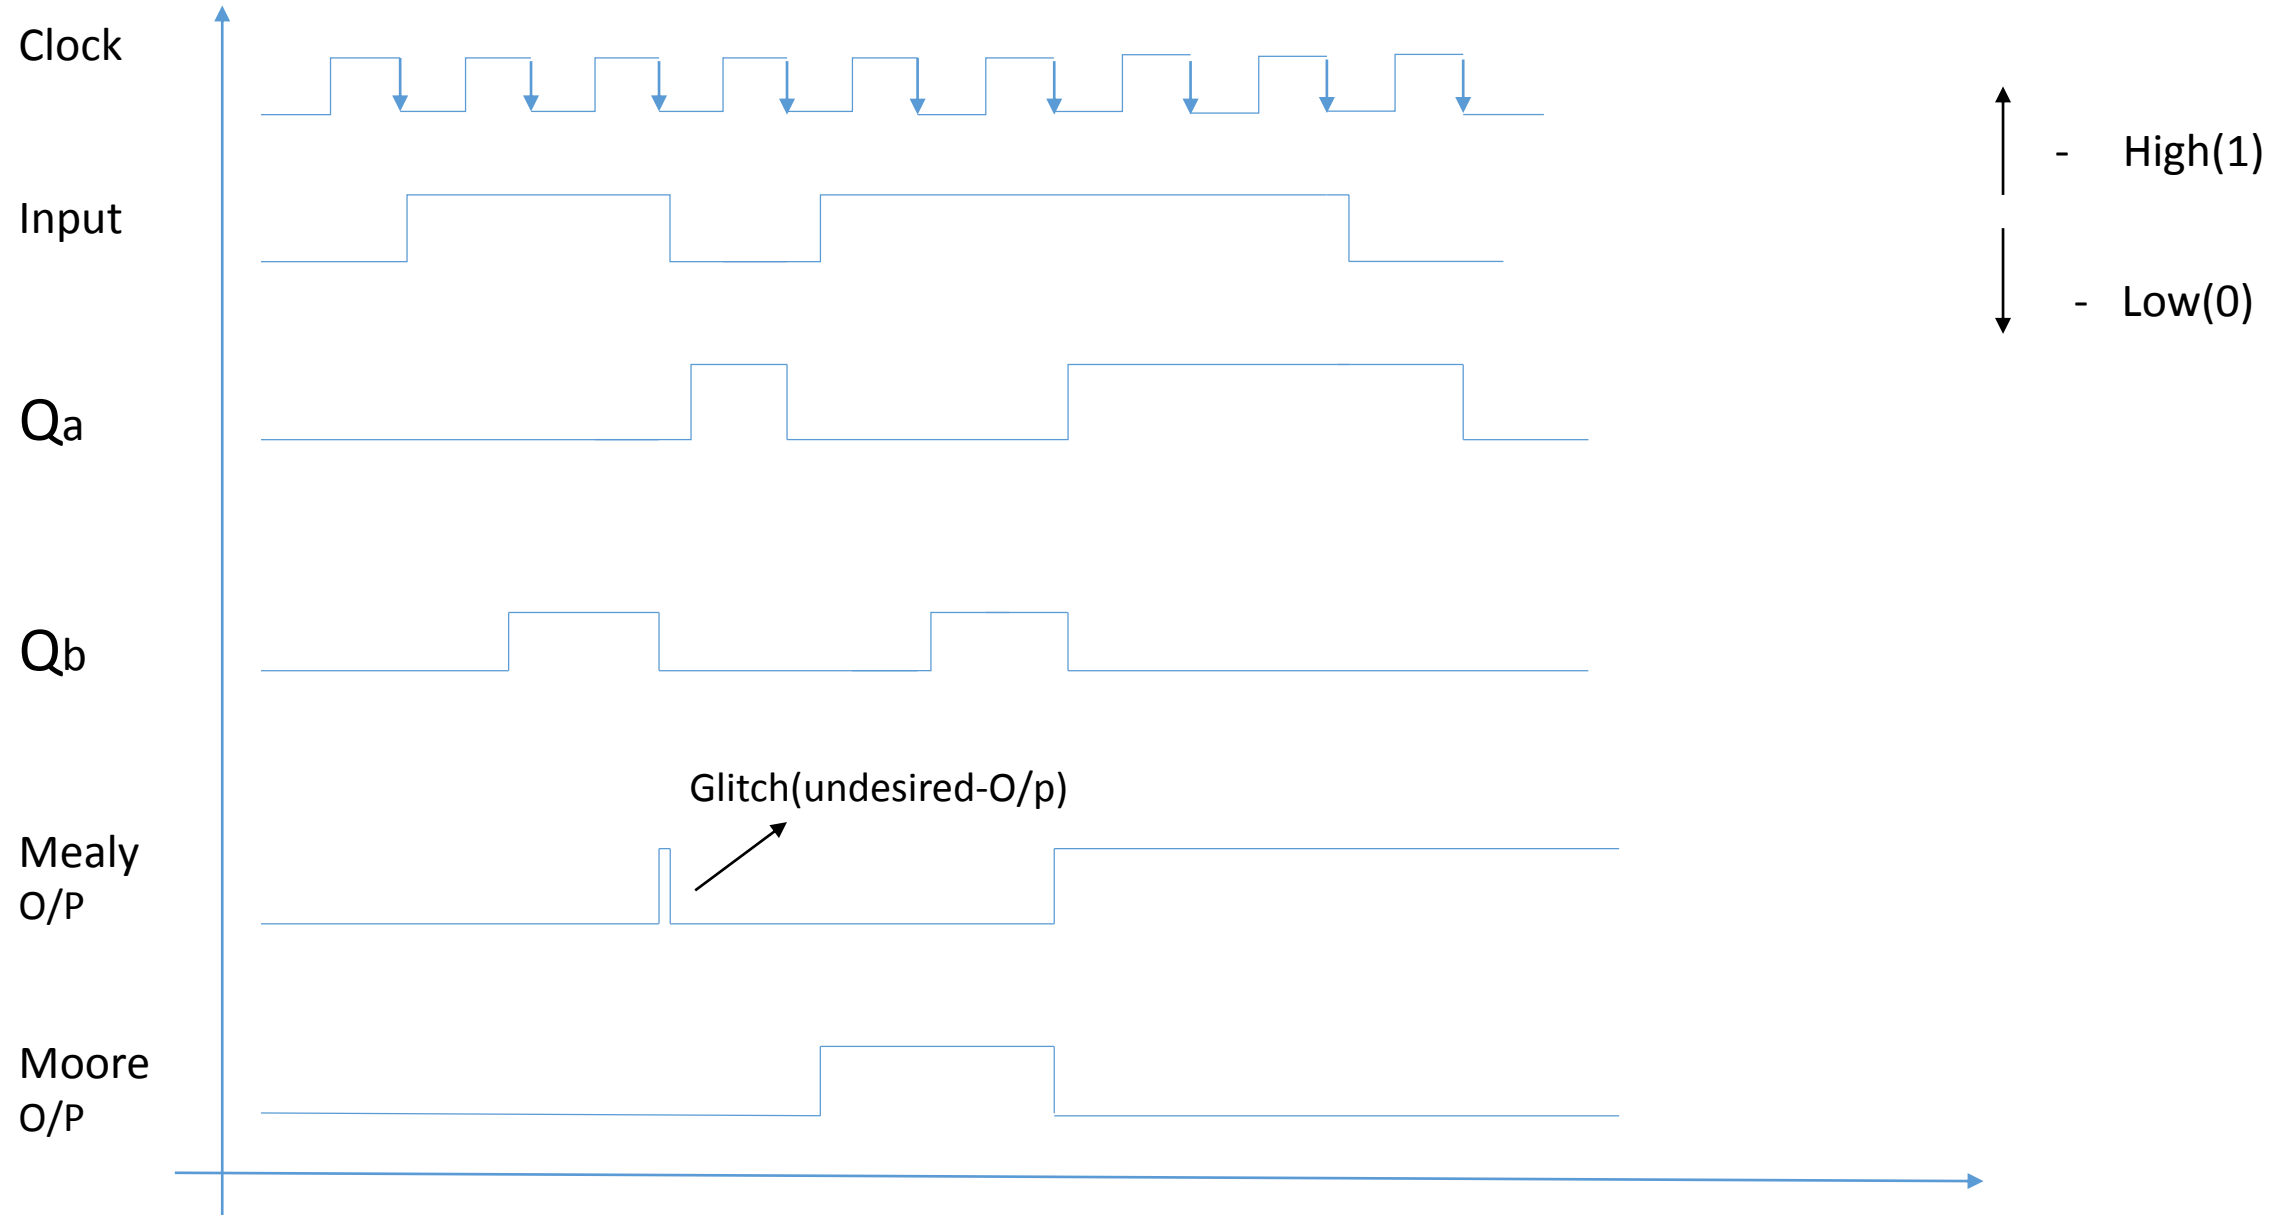 Clock
Input
- High(1)
- Low(0)
Qa
Qb
Glitch(undesired-O/p)
Mealy
O/P
Moore
O/P